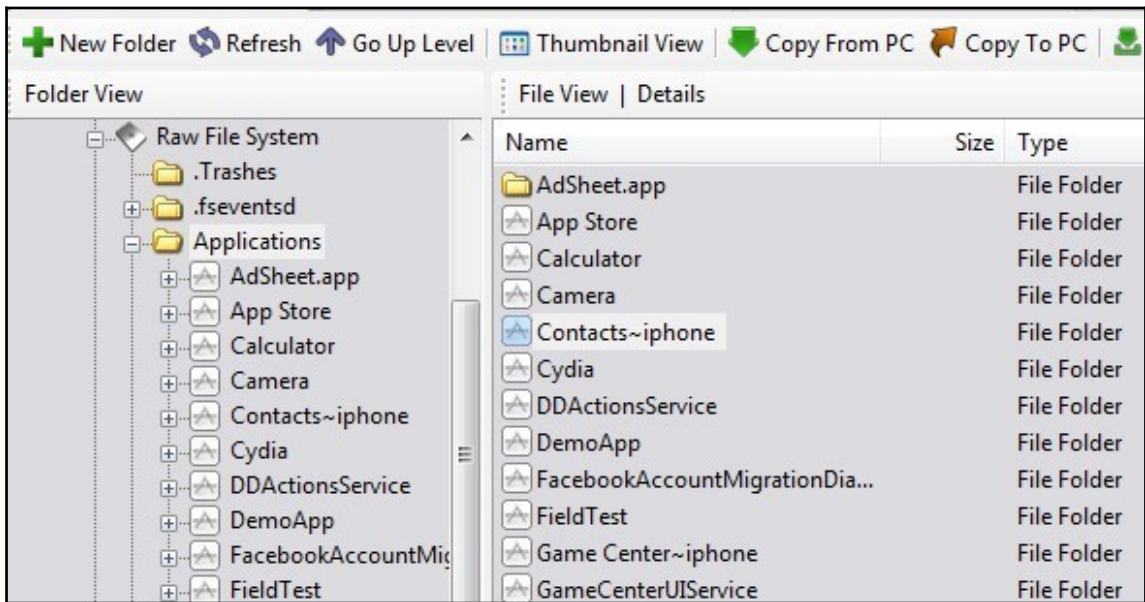 New Folder Refresh Go Up Level Thumbnail View Copy From PC Copy To PC
Folder View
Raw File System
.Trashes
.fseventsd
Applications
AdSheet.app
App Store
Calculator
Camera
Contacts~iphone
Cydia
DDActionsService
DemoApp
FacebookAccountMig
FieldTest
File View | Details
Name Size Type
AdSheet.app File Folder
App Store File Folder
Calculator File Folder
Camera File Folder
Contacts~iphone File Folder
Cydia File Folder
DDActionsService File Folder
DemoApp File Folder
FacebookAccountMigrationDia... File Folder
FieldTest File Folder
Game Center~iphone File Folder
GameCenterUIService File Folder